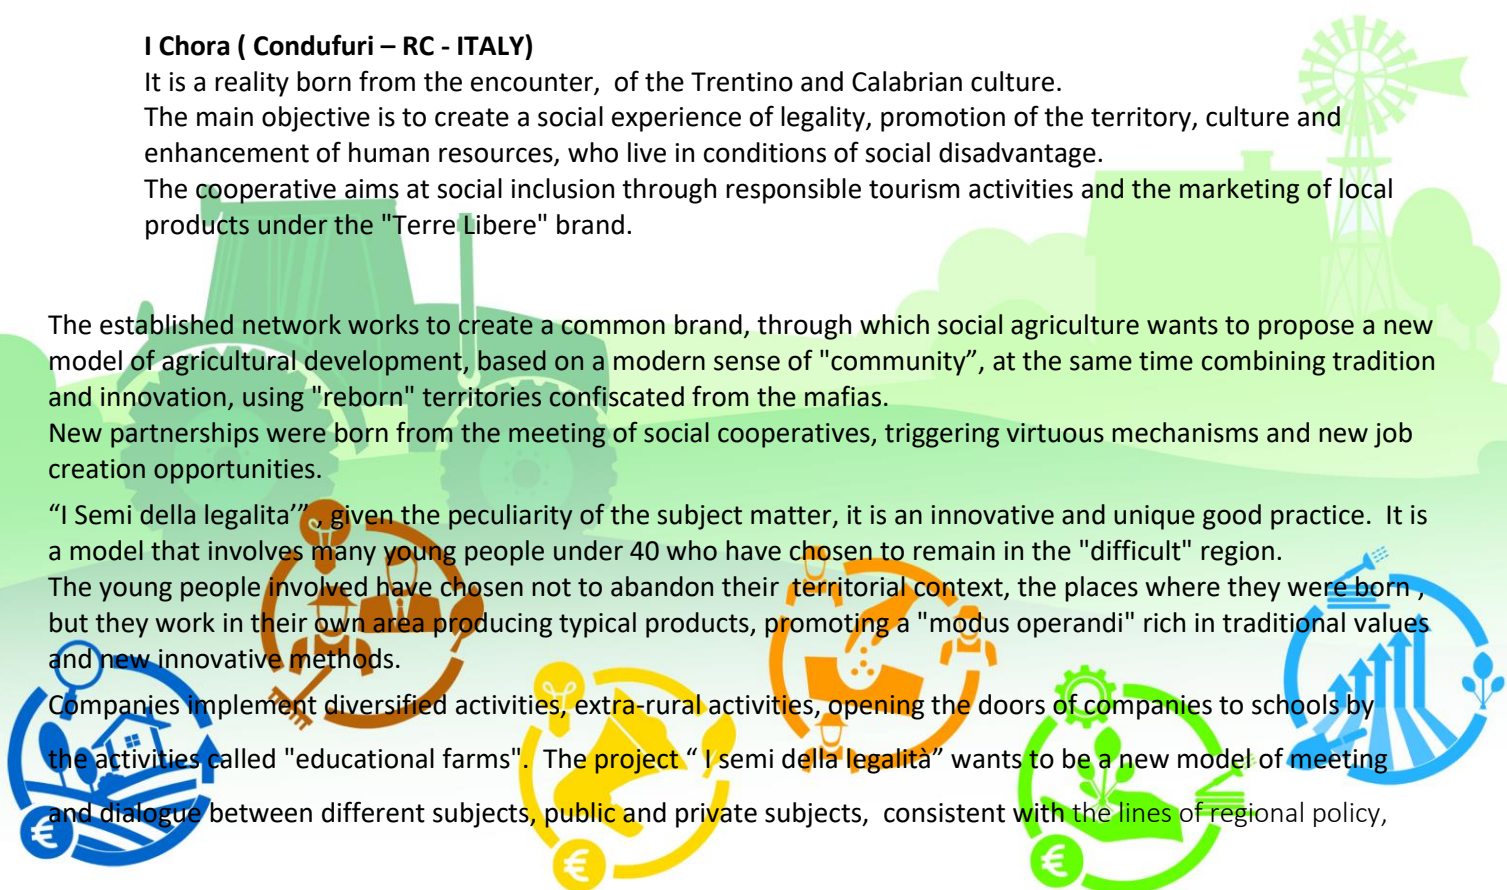 I Chora ( Condufuri – RC - ITALY)
It is a reality born from the encounter,  of the Trentino and Calabrian culture.
The main objective is to create a social experience of legality, promotion of the territory, culture and
enhancement of human resources, who live in conditions of social disadvantage.
The cooperative aims at social inclusion through responsible tourism activities and the marketing of local
products under the "Terre Libere" brand.
The established network works to create a common brand, through which social agriculture wants to propose a new
model of agricultural development, based on a modern sense of "community”, at the same time combining tradition
and innovation, using "reborn" territories confiscated from the mafias.
New partnerships were born from the meeting of social cooperatives, triggering virtuous mechanisms and new job
creation opportunities.
“I Semi della legalita’” , given the peculiarity of the subject matter, it is an innovative and unique good practice.  It is
a model that involves many young people under 40 who have chosen to remain in the "difficult" region.
The young people involved have chosen not to abandon their  territorial context, the places where they were born ,
but they work in their own area producing typical products, promoting a "modus operandi" rich in traditional values
and new innovative methods.
Companies implement diversified activities, extra-rural activities, opening the doors of companies to schools by
the activities called "educational farms".  The project “ I semi della legalità” wants to be a new model of meeting
and dialogue between different subjects, public and private subjects,  consistent with the lines of regional policy,
€
€
€